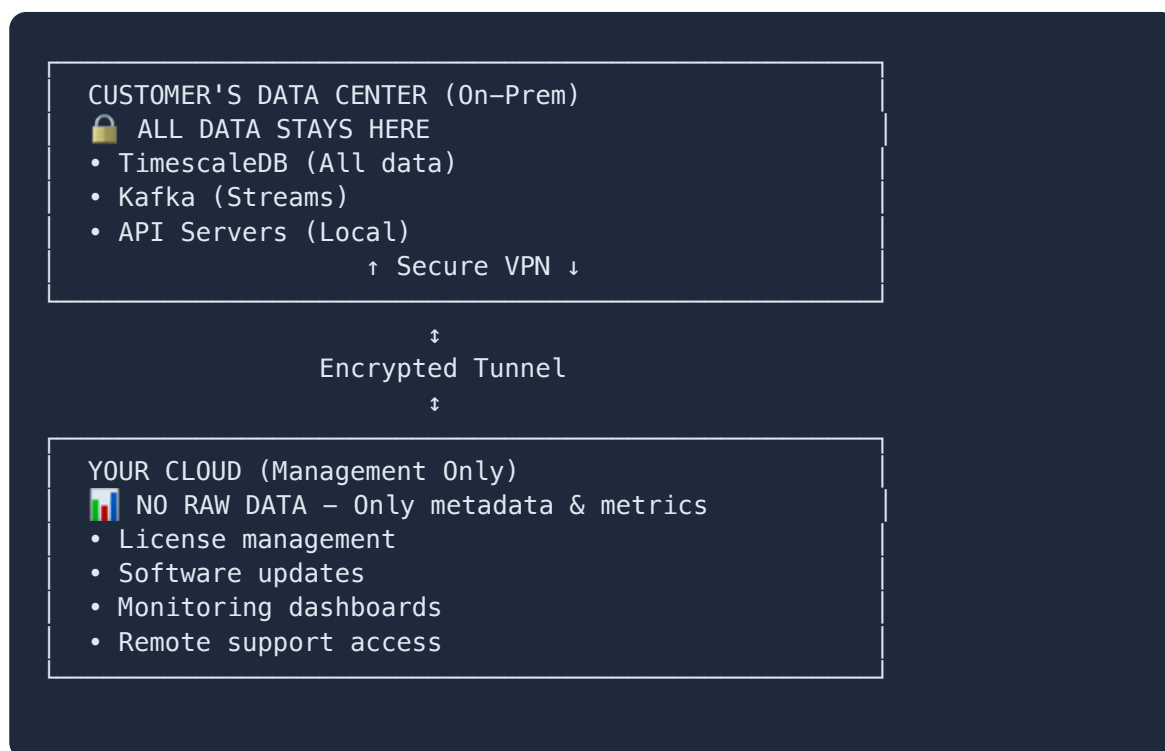 CUSTOMER'S DATA CENTER (On-Prem)
🔒 ALL DATA STAYS HERE
• TimescaleDB (All data)
• Kafka (Streams)
• API Servers (Local)
↑ Secure VPN ↓
↕
Encrypted Tunnel
↕
YOUR CLOUD (Management Only)
📊 NO RAW DATA - Only metadata & metrics
• License management
• Software updates
• Monitoring dashboards
• Remote support access